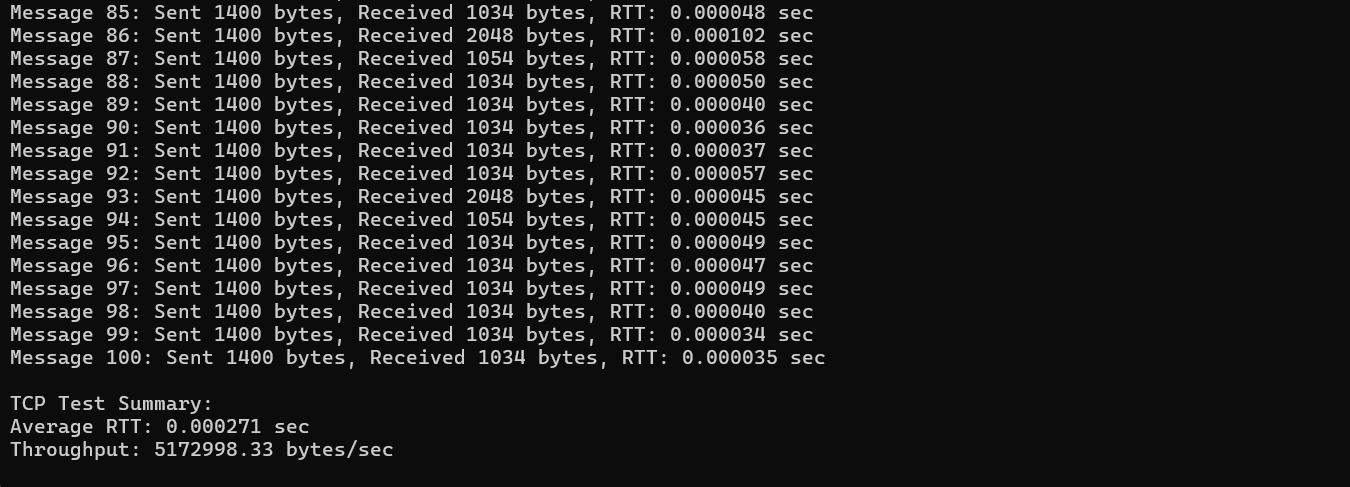 Message 85: Sent 1400 bytes, Received 1034 bytes, RTT: 0.000048 sec
Message 86: Sent 1400 bytes, Received 2048 bytes, RTT: 0.000102 sec
Message 87: Sent 1400 bytes, Received 1054 bytes, RTT: 0.000058 sec
Message 88: Sent 1400 bytes, Received 1034 bytes, RTT: 0.000050 sec
Message 89: Sent 1400 bytes, Received 1034 bytes, RTT: 0.000040 sec
Message 90: Sent 1400 bytes, Received 1034 bytes, RTT: 0.000036 sec
Message 91: Sent 1400 bytes, Received 1034 bytes, RTT: 0.000037 sec
Message 92: Sent 1400 bytes, Received 1034 bytes, RTT: 0.000057 sec
Message 93: Sent 1400 bytes, Received 2048 bytes, RTT: 0.000045 sec
Message 94: Sent 1400 bytes, Received 1054 bytes, RTT: 0.000045 sec
Message 95: Sent 1400 bytes, Received 1034 bytes, RTT: 0.000049 sec
Message 96: Sent 1400 bytes, Received 1034 bytes, RTT: 0.000047 sec
Message 97: Sent 1400 bytes, Received 1034 bytes, RTT: 0.000049 sec
Message 98: Sent 1400 bytes, Received 1034 bytes, RTT: 0.000040 sec
Message 99: Sent 1400 bytes, Received 1034 bytes, RTT: 0.000034 sec
Message 100: Sent 1400 bytes, Received 1034 bytes, RTT: 0.000035 sec
TCP Test Summary:
Average RTT: 0.000271 sec
Throughput: 5172998.33 bytes/sec